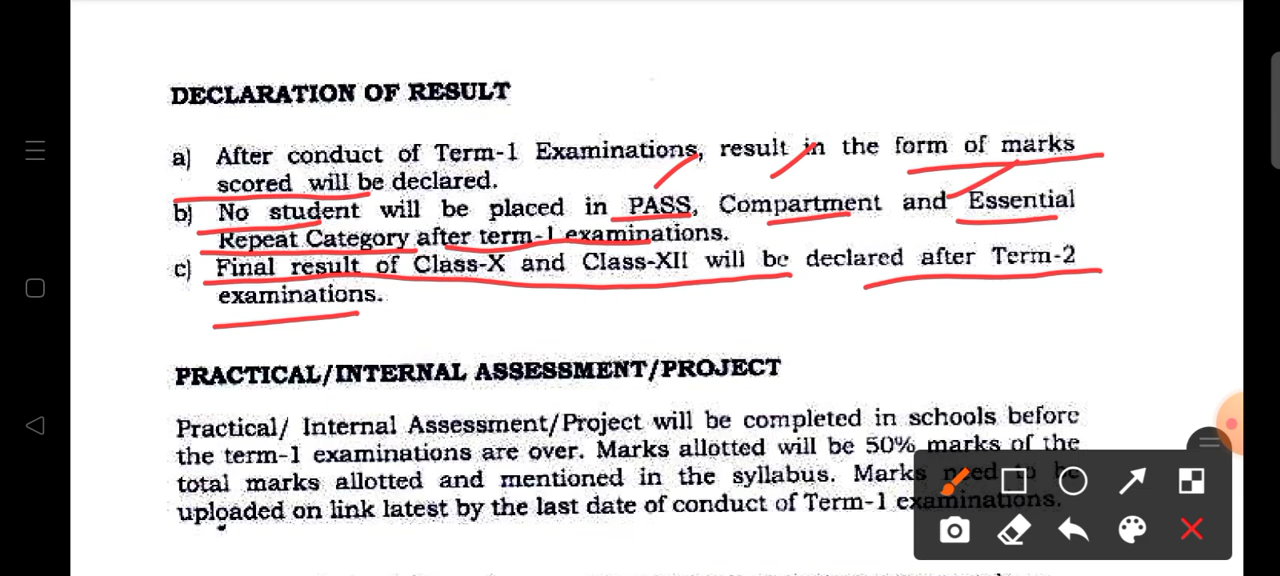 DECLARATION OF RESULT
a) After conduct of Term-1 Examinations, result in the form of marks
scored will be declared.
b) No student will be placed in PASS, Compartment and Essential
Repeat Category after term-1 examinations.
c) Final result of Class-X and Class-XII will be declared after Term-2
examinations.
PRACTICAL/INTERNAL ASSESSMENT/PROJECT
Practical/ Internal Assessment/Project will be completed in schools before
the term-1 examinations are over. Marks allotted will be 50% marks of the
total marks allotted and mentioned in the syllabus. Marks need to be
uploaded on link latest by the last date of conduct of Term-1 examinations.